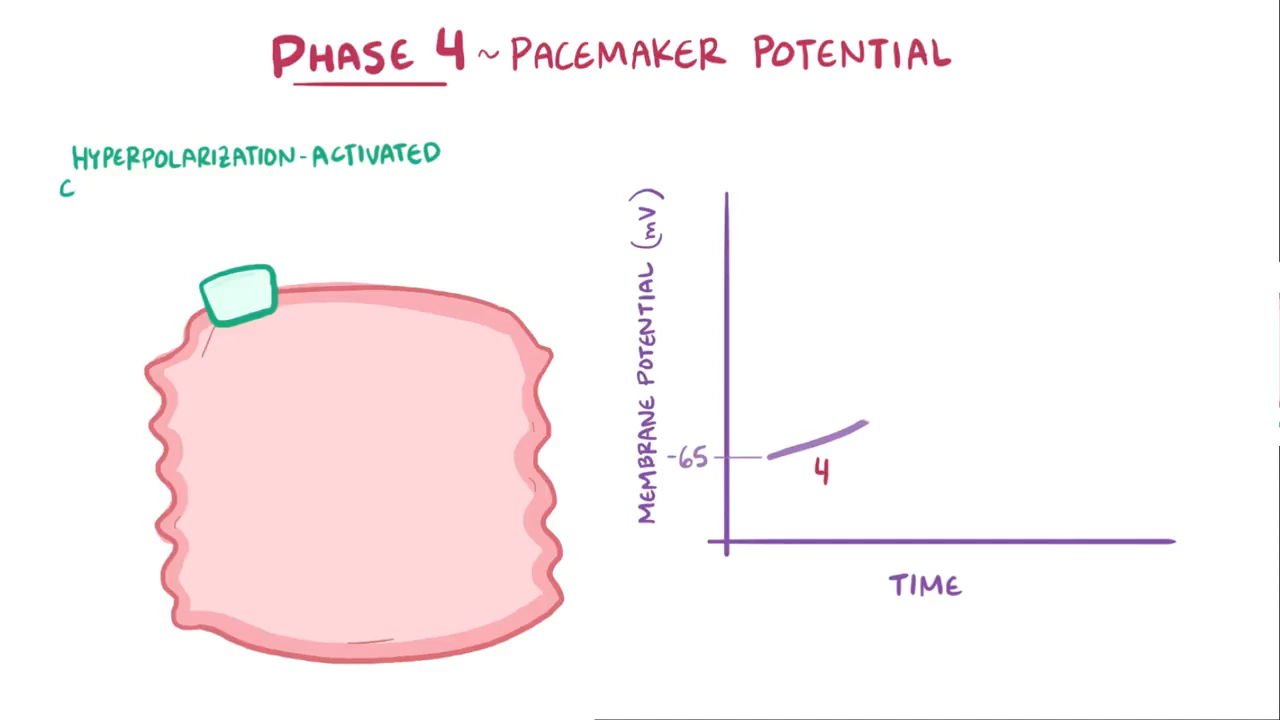 PHASE 4 ~ PACEMAKER POTENTIAL
HYPERPOLARIZATION-ACTIVATED
C
MEMBRANE POTENTIAL (mV)
-65
4
TIME